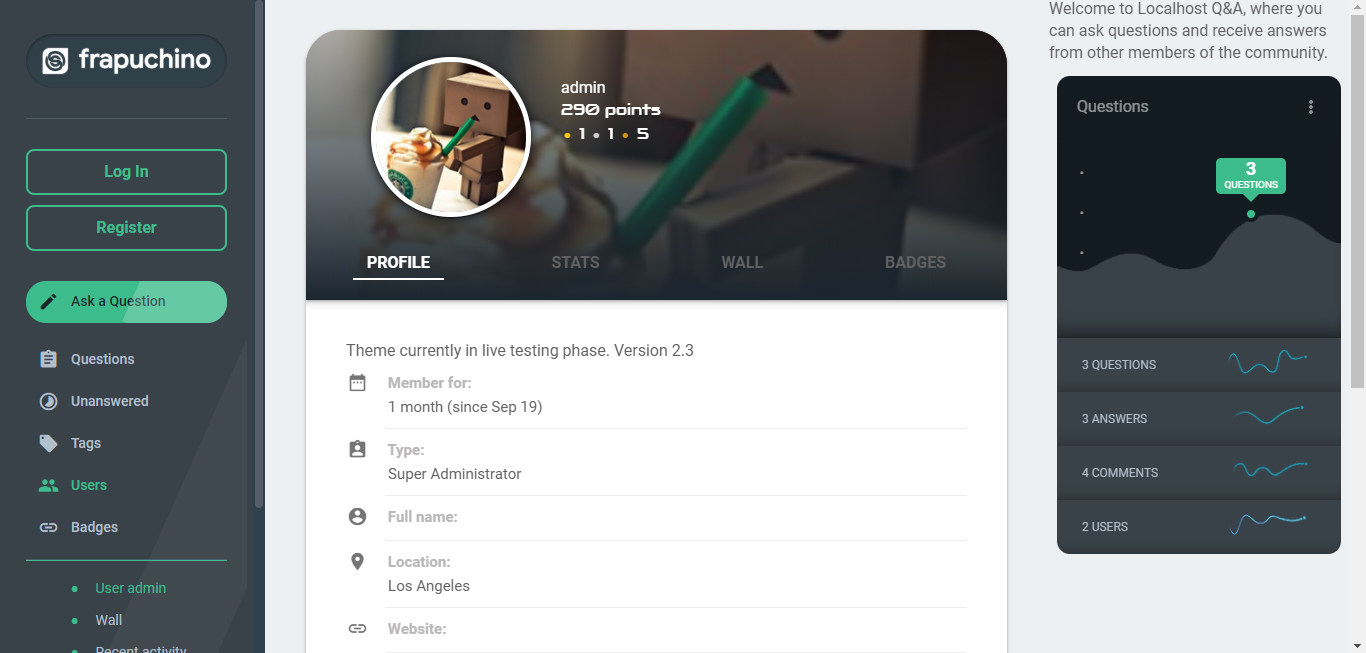 frapuchino
Log In
Register
Ask a Question
Questions
Unanswered
Tags
Users
Badges
User admin
Wall
Recent activity
admin
290 points
1 1 5
PROFILE STATS WALL BADGES
Theme currently in live testing phase. Version 2.3
Member for:
1 month (since Sep 19)
Type:
Super Administrator
Full name:
Location:
Los Angeles
Website:
Welcome to Localhost Q&A, where you
can ask questions and receive answers
from other members of the community.
Questions
3
QUESTIONS
3 QUESTIONS
3 ANSWERS
4 COMMENTS
2 USERS